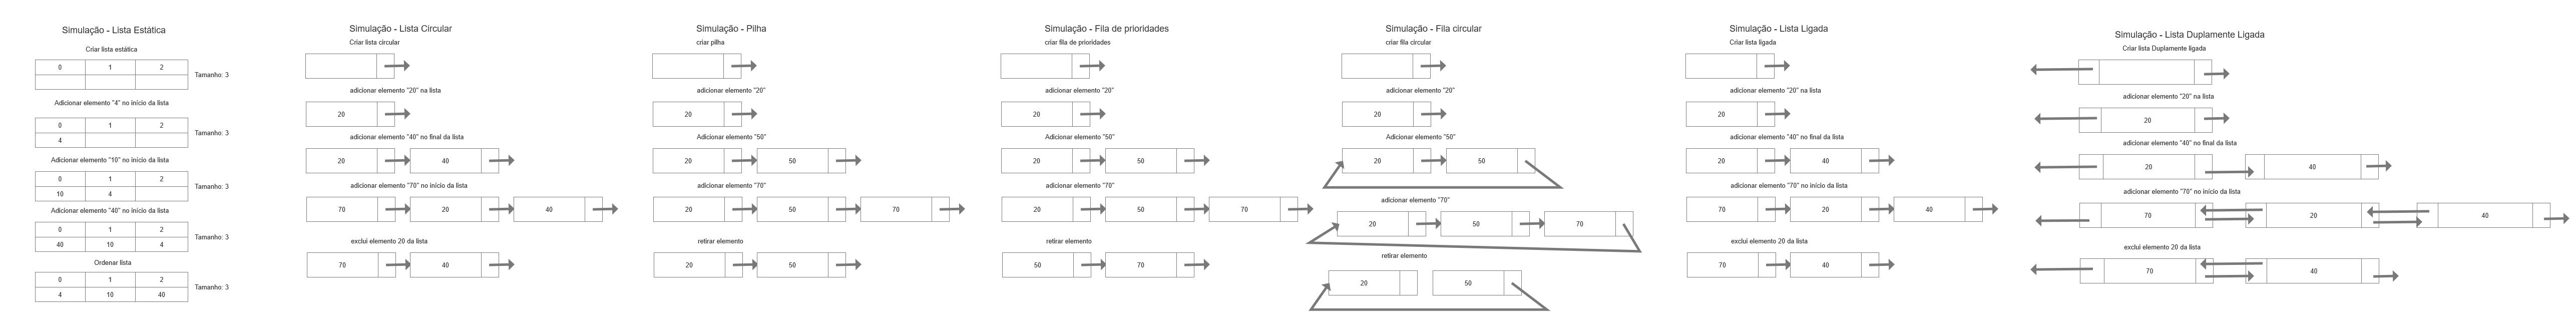 Simulação - Lista Estática
Criar lista estática
0 1 2
Tamanho: 3
Adicionar elemento "4" no início da lista
0 1 2
4
Tamanho: 3
Adicionar elemento "10" no início da lista
0 1 2
10 4
Tamanho: 3
Adicionar elemento "40" no início da lista
0 1 2
40 10 4
Tamanho: 3
Ordenar lista
0 1 2
4 10 40
Tamanho: 3
Simulação - Lista Circular
Criar lista circular
adicionar elemento "20" na lista
20
adicionar elemento "40" no final da lista
20 40
adicionar elemento "70" no início da lista
70 20 40
exclui elemento 20 da lista
70 40
Simulação - Pilha
criar pilha
adicionar elemento "20"
20
Adicionar elemento "50"
20 50
adicionar elemento "70"
20 50 70
retirar elemento
20 50
Simulação - Fila de prioridades
criar fila de prioridades
adicionar elemento "20"
20
Adicionar elemento "50"
20 50
adicionar elemento "70"
20 50 70
retirar elemento
50 70
Simulação - Fila circular
criar fila circular
adicionar elemento "20"
20
Adicionar elemento "50"
20 50
adicionar elemento "70"
20 50 70
retirar elemento
20 50
Simulação - Lista Ligada
Criar lista ligada
adicionar elemento "20" na lista
20
adicionar elemento "40" no final da lista
20 40
adicionar elemento "70" no início da lista
70 20 40
exclui elemento 20 da lista
70 40
Simulação - Lista Duplamente Ligada
Criar lista Duplamente ligada
adicionar elemento "20" na lista
20
adicionar elemento "40" no final da lista
20 40
adicionar elemento "70" no início da lista
70 20 40
exclui elemento 20 da lista
70 40